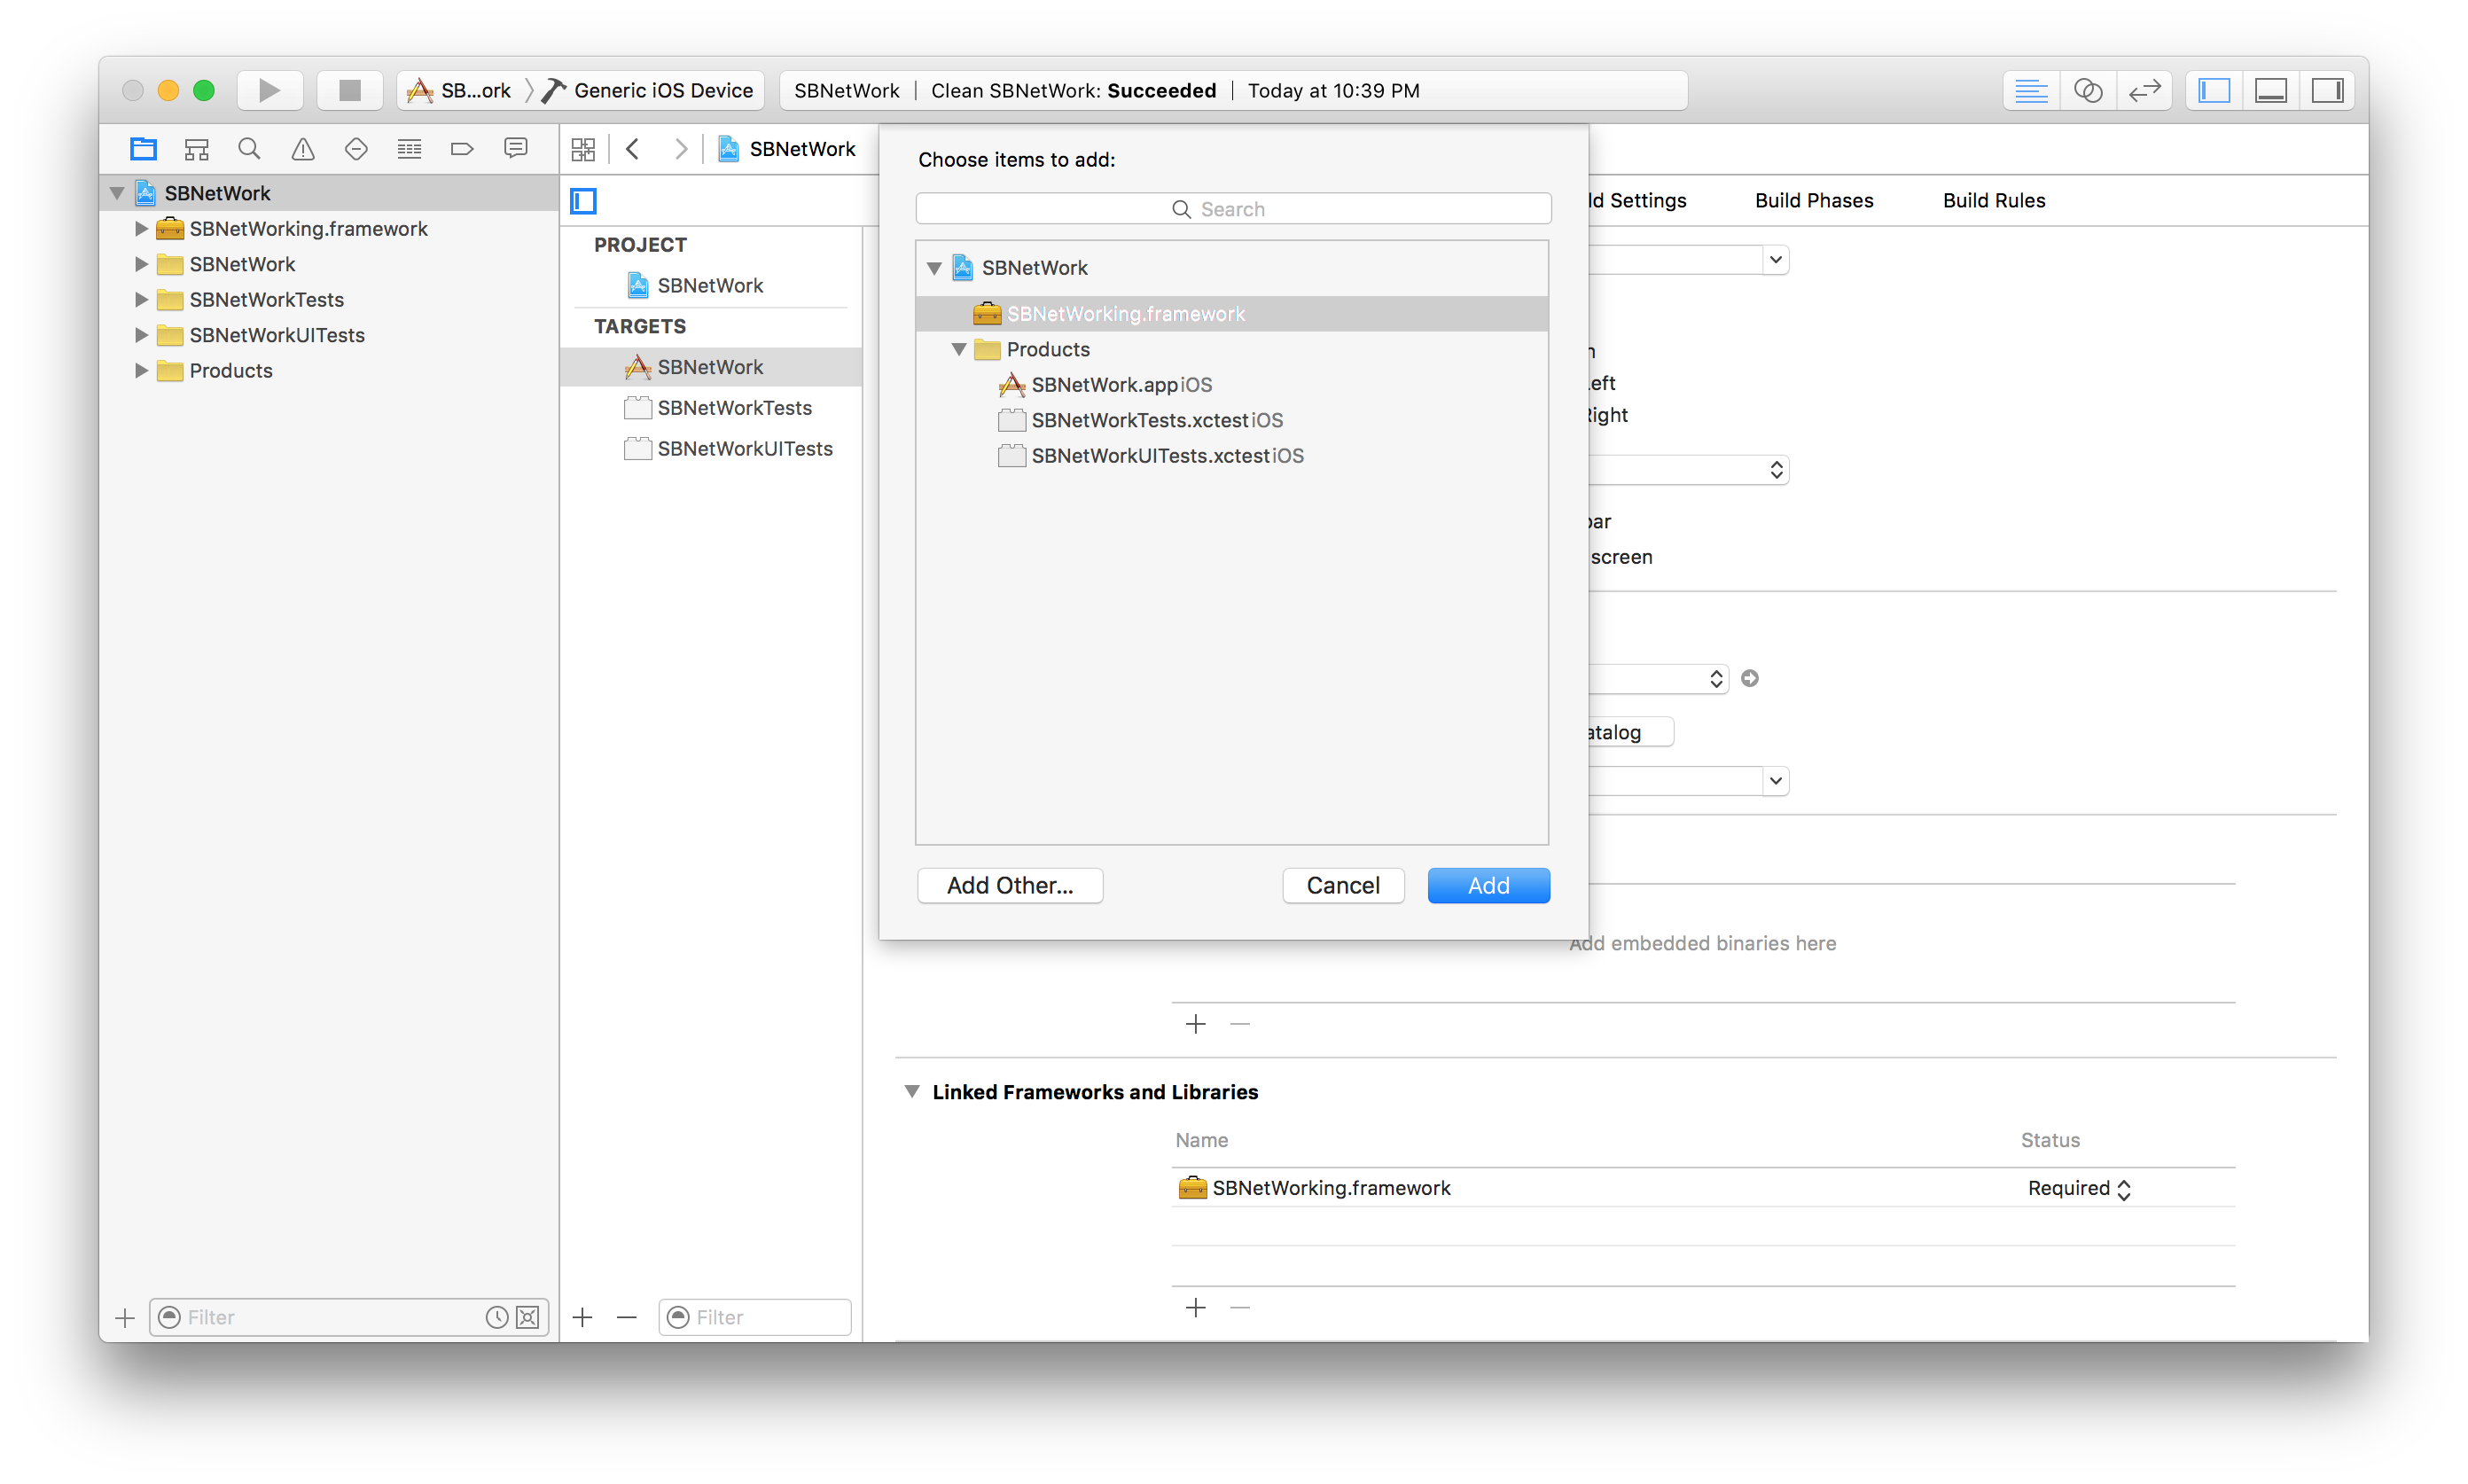 SB...ork
Generic iOS Device
SBNetWork | Clean SBNetWork: Succeeded | Today at 10:39 PM
SBNetWork
SBNetWorking.framework
SBNetWork
SBNetWorkTests
SBNetWorkUITests
Products
Filter
SBNetWork
PROJECT
SBNetWork
TARGETS
SBNetWork
SBNetWorkTests
SBNetWorkUITests
Filter
Choose items to add:
Search
SBNetWork
SBNetWorking.framework
Products
SBNetWork.app iOS
SBNetWorkTests.xctest iOS
SBNetWorkUITests.xctest iOS
Add Other...
Cancel
Add
ld Settings
Build Phases
Build Rules
n
Left
Right
bar
screen
atalog
Add embedded binaries here
Linked Frameworks and Libraries
Name Status
SBNetWorking.framework Required